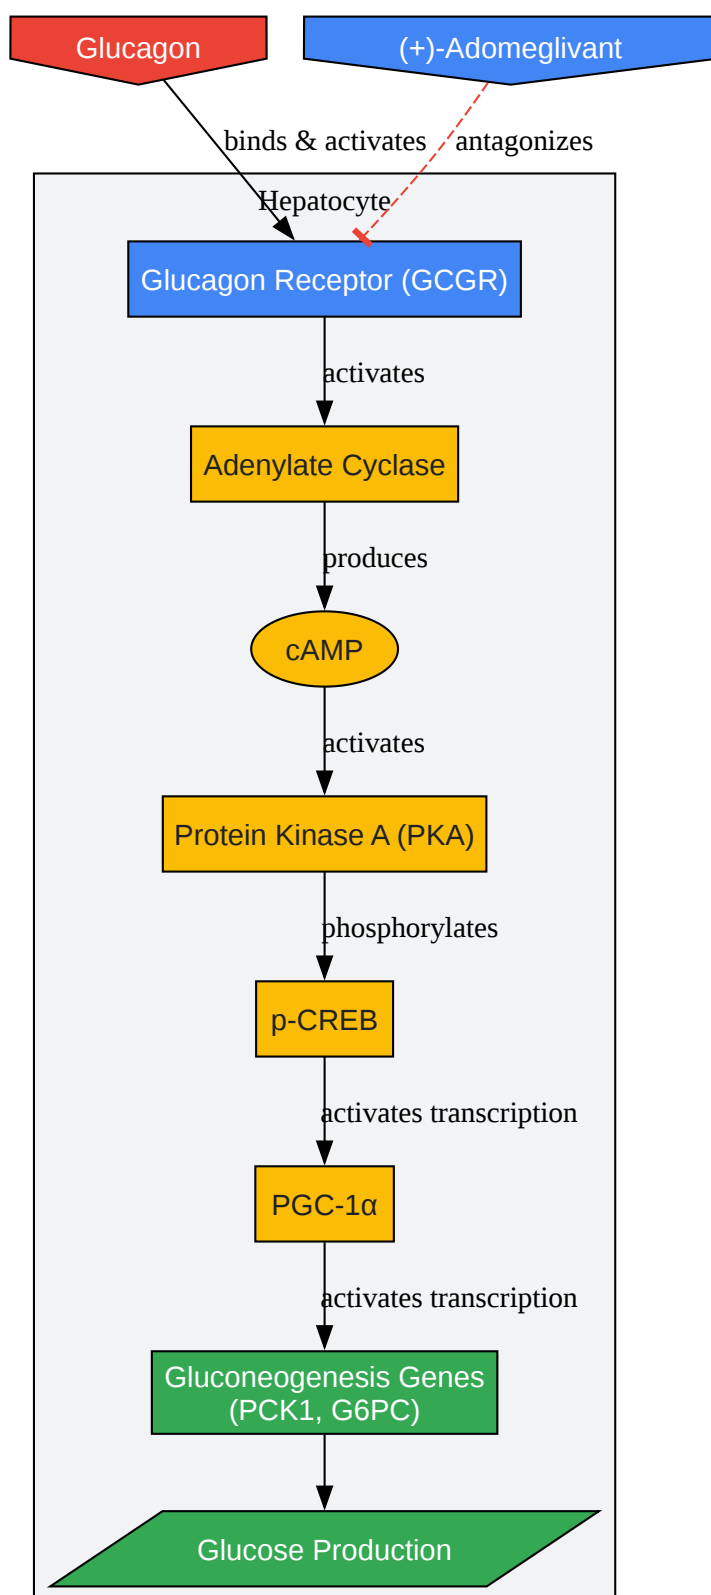 Glucagon
(+)-Adomeglivant
binds & activates
antagonizes
Hepatocyte
Glucagon Receptor (GCGR)
activates
Adenylate Cyclase
produces
cAMP
activates
Protein Kinase A (PKA)
phosphorylates
p-CREB
activates transcription
PGC-1α
activates transcription
Gluconeogenesis Genes
(PCK1, G6PC)
Glucose Production